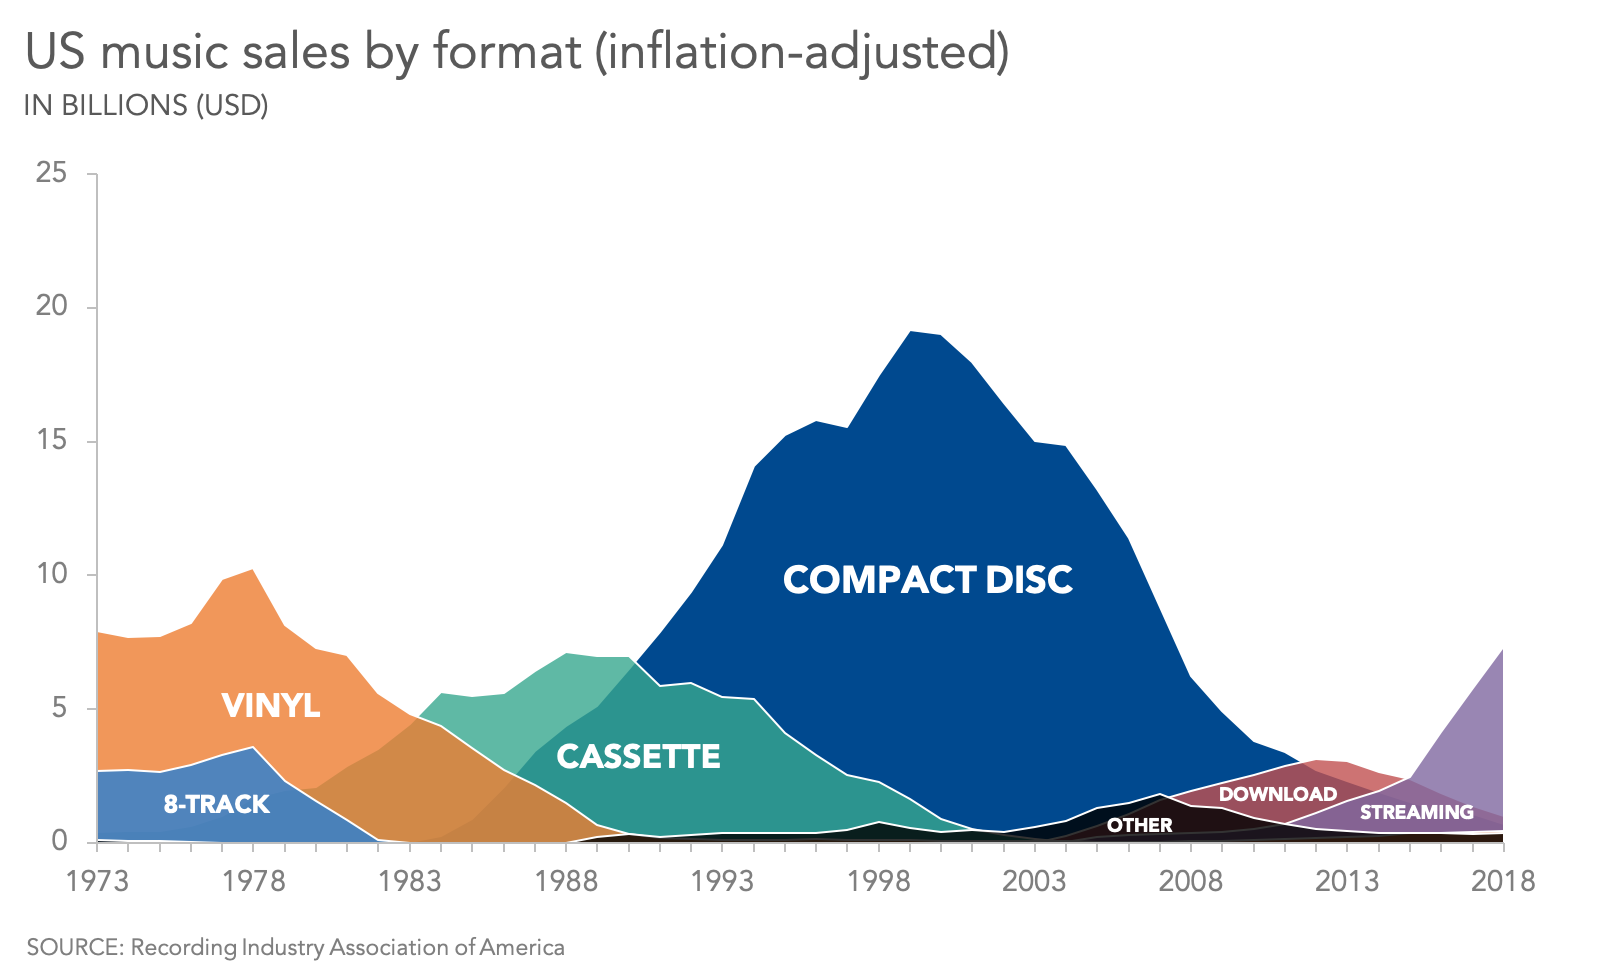 US music sales by format (inflation-adjusted)
IN BILLIONS (USD)
25
20
15
10
5
0
COMPACT DISC
VINYL
CASSETTE
8-TRACK
DOWNLOAD
STREAMING
OTHER
1973 1978 1983 1988 1993 1998 2003 2008 2013 2018
SOURCE: Recording Industry Association of America